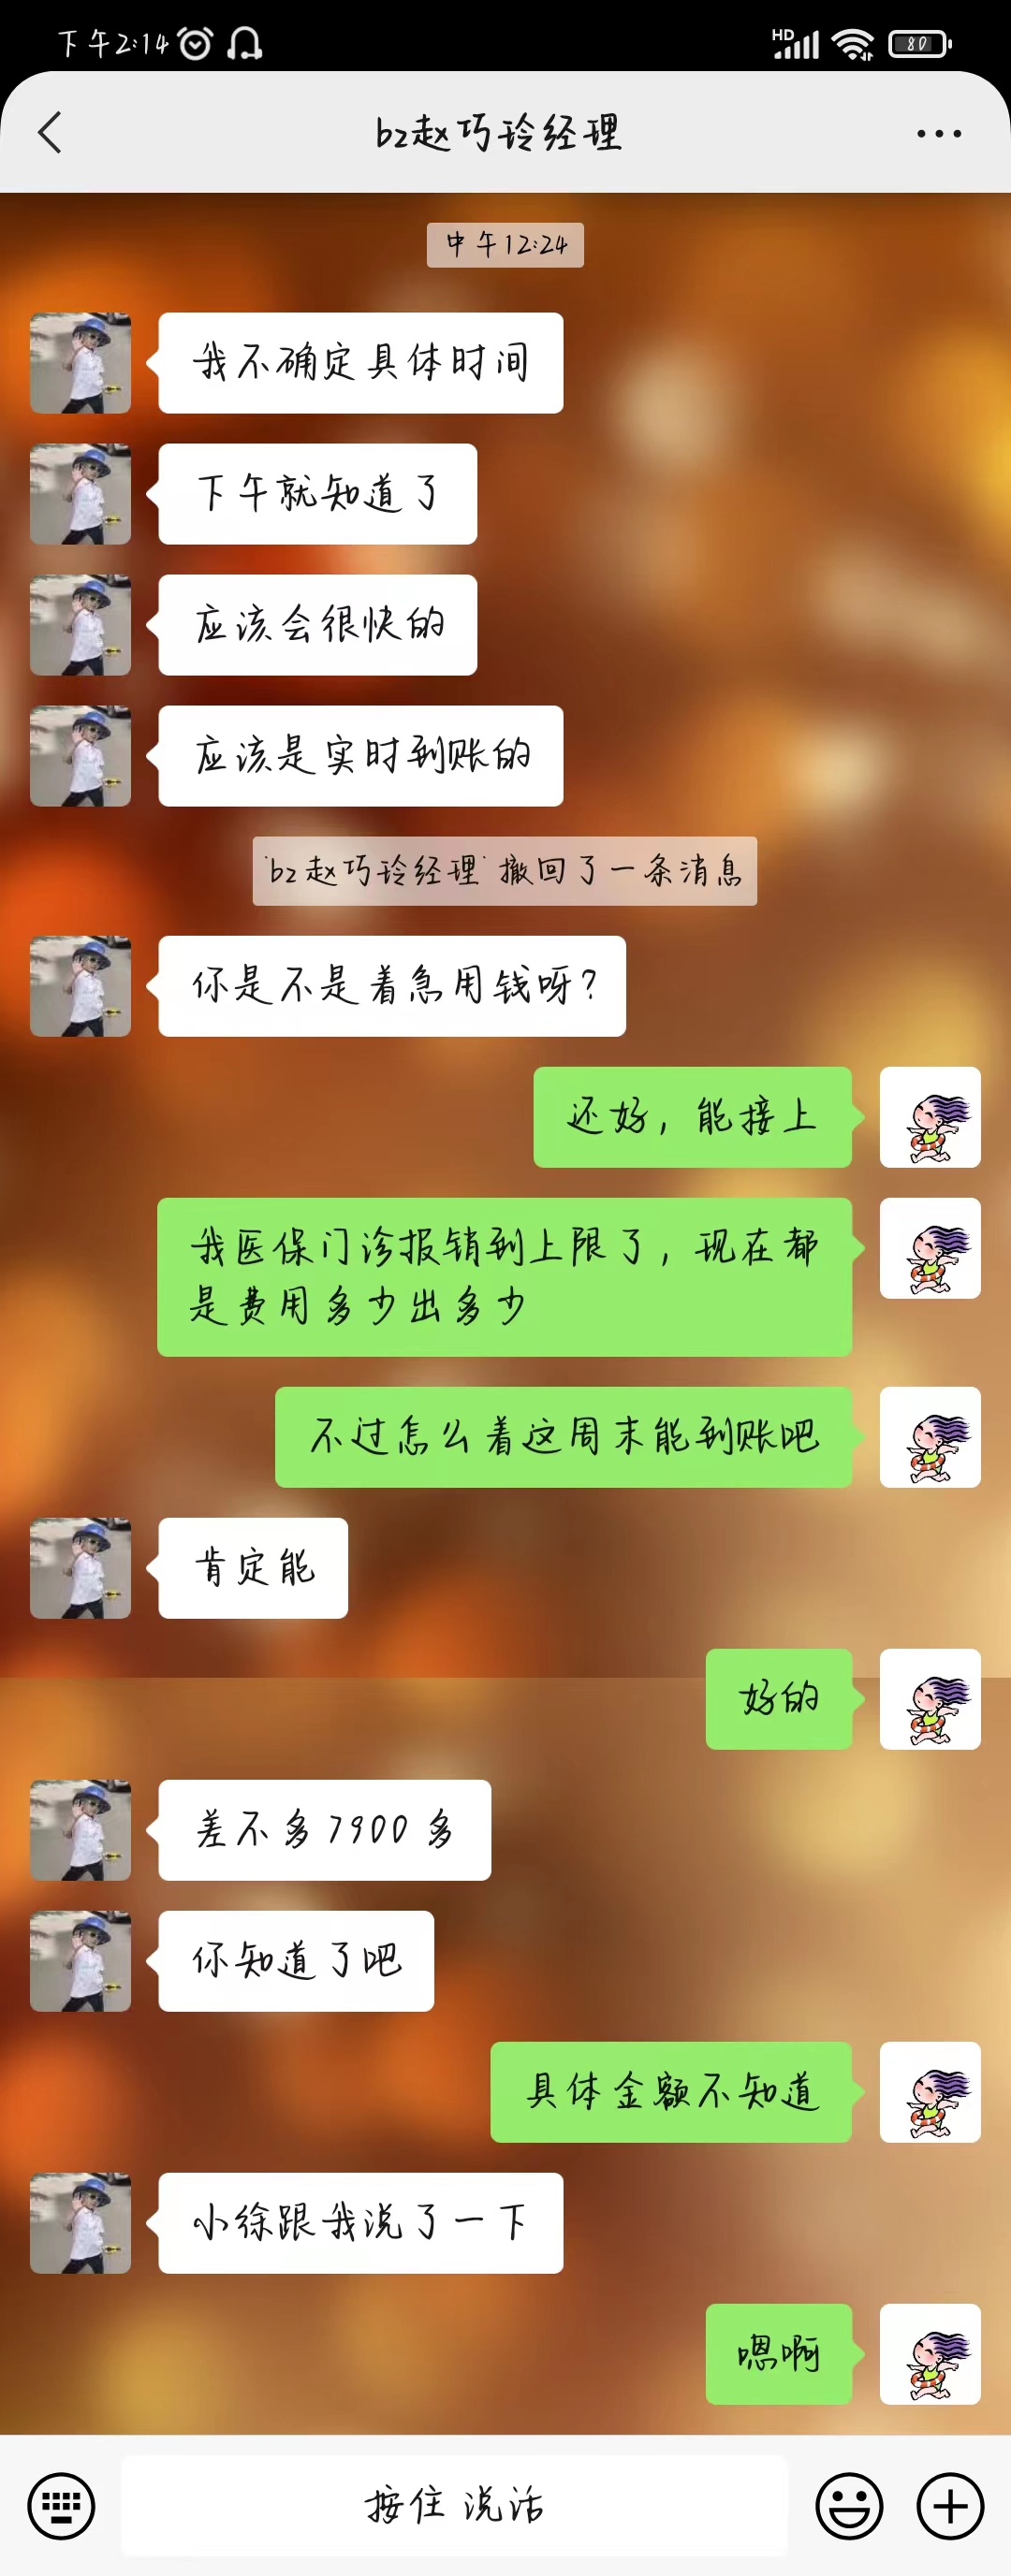 下午2:14
HD
80
bz赵巧玲经理
中午12:24
我不确定具体时间
下午就知道了
应该会很快的
应该是实时到账的
"bz赵巧玲经理"撤回了一条消息
你是不是着急用钱呀？
还好，能接上
我医保门诊报销到上限了，现在都
是费用多少出多少
不过怎么着这周末能到账吧
肯定能
好的
差不多7900多
你知道了吧
具体金额不知道
小徐跟我说了一下
嗯啊
按住 说话